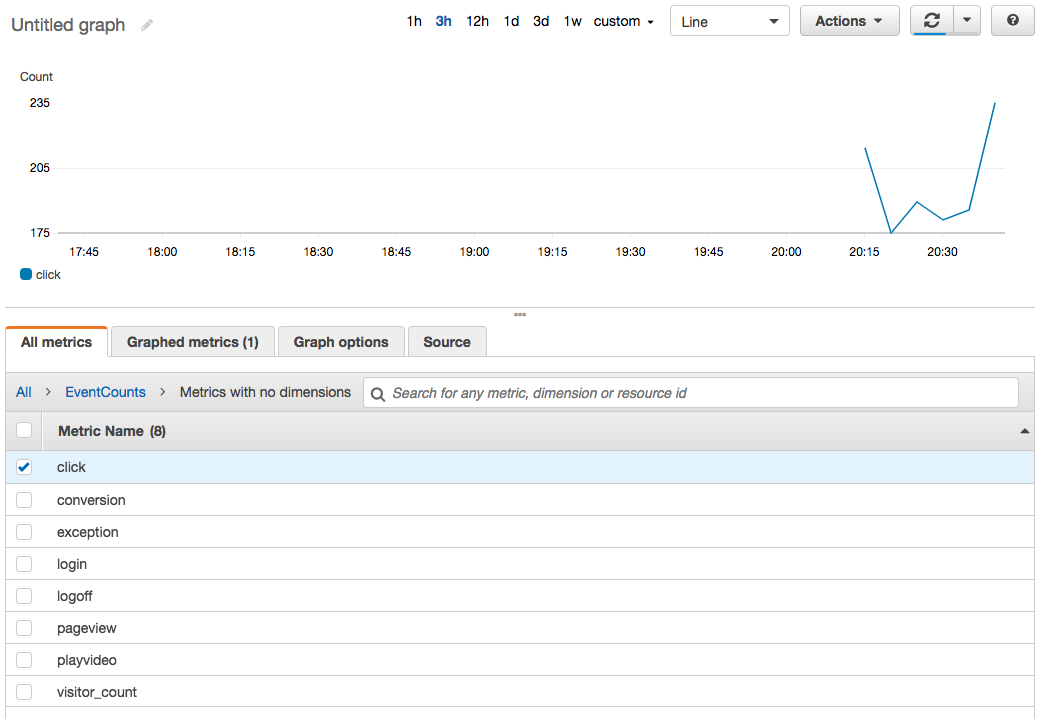 Untitled graph 1h 3h 12h 1d 3d 1w custom Line Actions
Count
235
205
175
17:45 18:00 18:15 18:30 18:45 19:00 19:15 19:30 19:45 20:00 20:15 20:30
click
All metrics Graphed metrics (1) Graph options Source
All > EventCounts > Metrics with no dimensions Search for any metric, dimension or resource id
Metric Name (8)
click
conversion
exception
login
logoff
pageview
playvideo
visitor_count